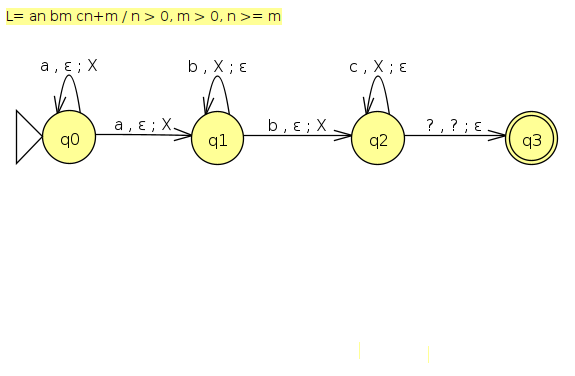 L= an bm cn+m / n > 0, m > 0, n >= m
a , ε ; X
b , X ; ε
c , X ; ε
a , ε ; X
b , ε ; X
? , ? ; ε
q0
q1
q2
q3